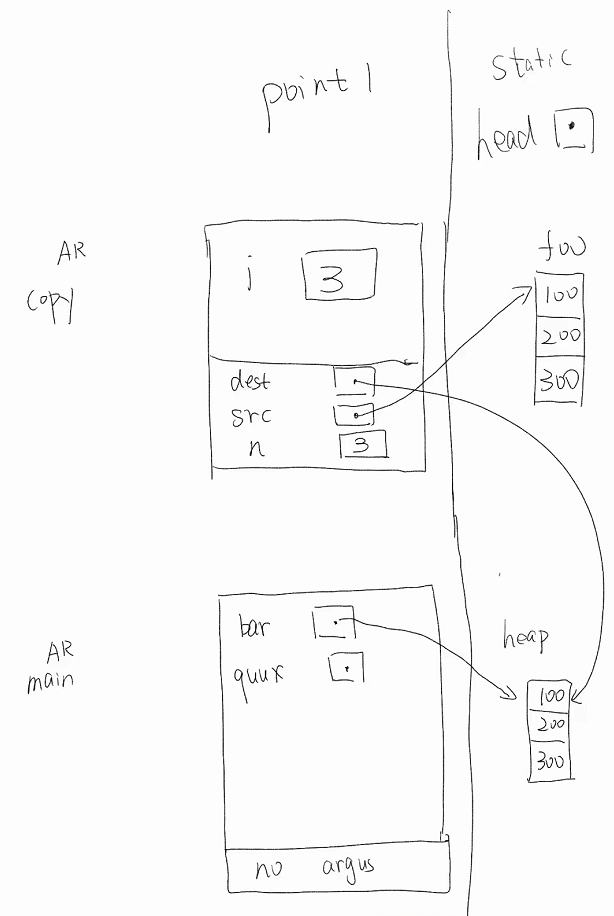 point 1
static
head
AR
copy
i 3
dest
src
n 3
foo
100
200
300
AR
main
bar
quux
no argus
heap
100
200
300